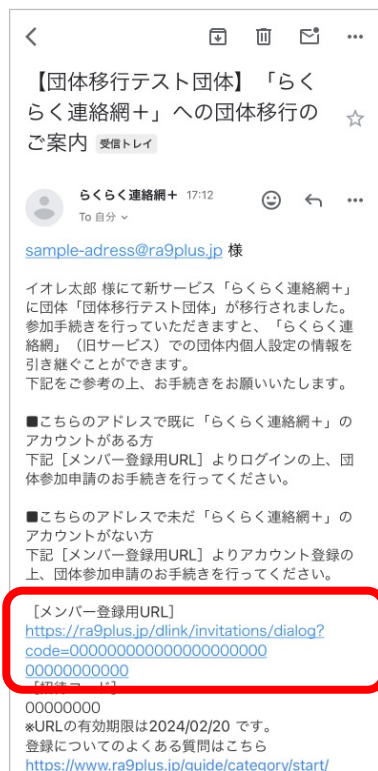 【団体移行テスト団体】「らく
らく連絡網＋」への団体移行の
ご案内 受信トレイ
らくらく連絡網＋ 17:12
To 自分
sample-adress@ra9plus.jp 様
イオレ太郎 様にて新サービス「らくらく連絡網＋」
に団体「団体移行テスト団体」が移行されました。
参加手続きを行っていただきますと、「らくらく連
絡網」（旧サービス）での団体内個人設定の情報を
引き継ぐことができます。
下記をご参考の上、お手続きをお願いいたします。
■こちらのアドレスで既に「らくらく連絡網＋」の
アカウントがある方
下記［メンバー登録用URL］よりログインの上、団
体参加申請のお手続きを行ってください。
■こちらのアドレスで未だ「らくらく連絡網＋」の
アカウントがない方
下記［メンバー登録用URL］よりアカウント登録の
上、団体参加申請のお手続きを行ってください。
［メンバー登録用URL］
https://ra9plus.jp/dlink/invitations/dialog?
code=0000000000000000000000
00000000000
［招待コード］
00000000
※URLの有効期限は2024/02/20 です。
登録についてのよくある質問はこちら
https://www.ra9plus.jp/guide/category/start/